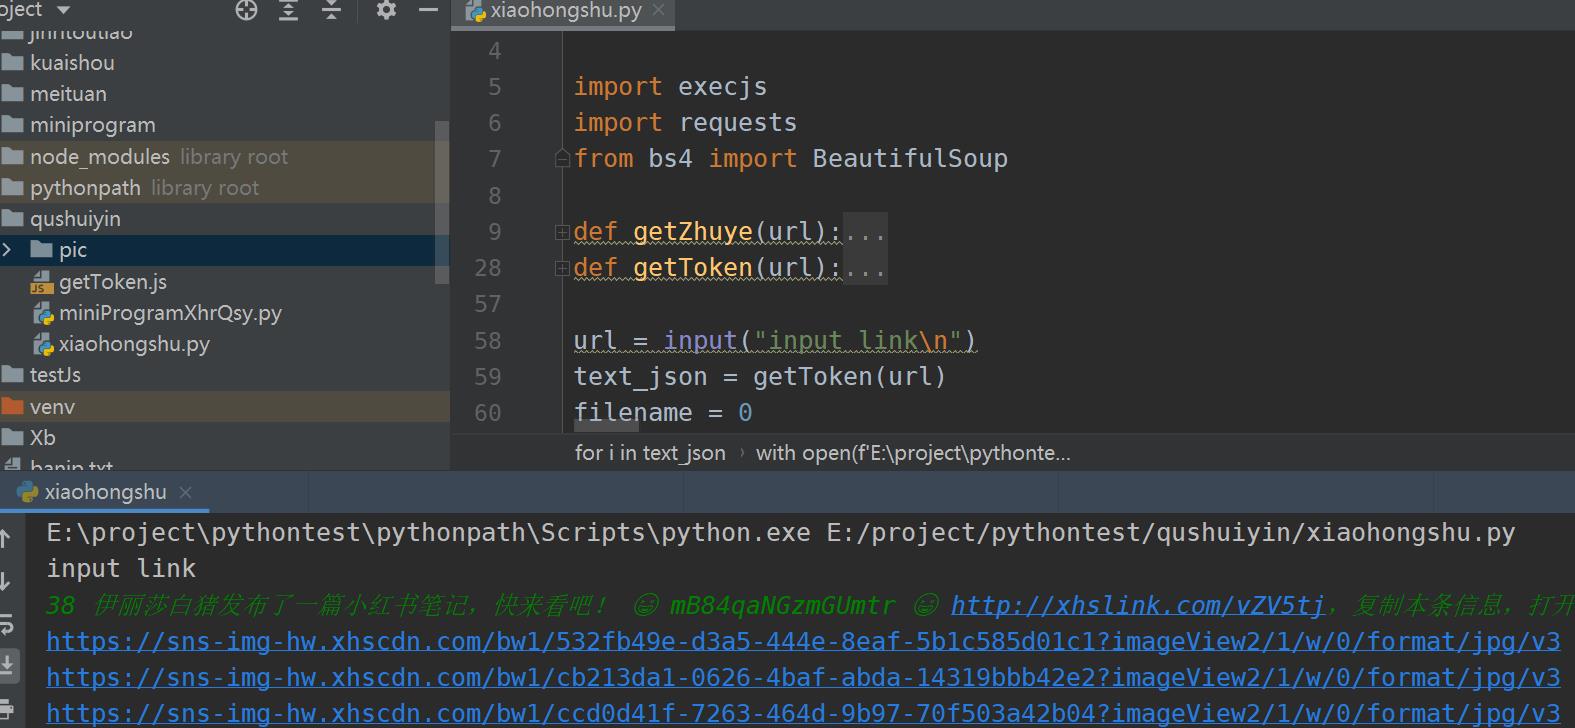 oject
jinritoutiao
kuaishou
meituan
miniprogram
node_modules library root
pythonpath library root
qushuiyin
pic
getToken.js
miniProgramXhrQsy.py
xiaohongshu.py
testJs
venv
Xb
banip.txt
xiaohongshu.py
4
5 import execjs
6 import requests
7 from bs4 import BeautifulSoup
8
9 def getZhuye(url):...
28 def getToken(url):...
57
58 url = input("input link\n")
59 text_json = getToken(url)
60 filename = 0
for i in text_json › with open(f'E:\project\pythonte...
xiaohongshu
E:\project\pythontest\pythonpath\Scripts\python.exe E:/project/pythontest/qushuiyin/xiaohongshu.py
input link
38 伊丽莎白猪发布了一篇小红书笔记，快来看吧！ 😆 mB84qaNGzmGUmtr 😆 http://xhslink.com/vZV5tj，复制本条信息，打开
https://sns-img-hw.xhscdn.com/bw1/532fb49e-d3a5-444e-8eaf-5b1c585d01c1?imageView2/1/w/0/format/jpg/v3
https://sns-img-hw.xhscdn.com/bw1/cb213da1-0626-4baf-abda-14319bbb42e2?imageView2/1/w/0/format/jpg/v3
https://sns-img-hw.xhscdn.com/bw1/ccd0d41f-7263-464d-9b97-70f503a42b04?imageView2/1/w/0/format/jpg/v3